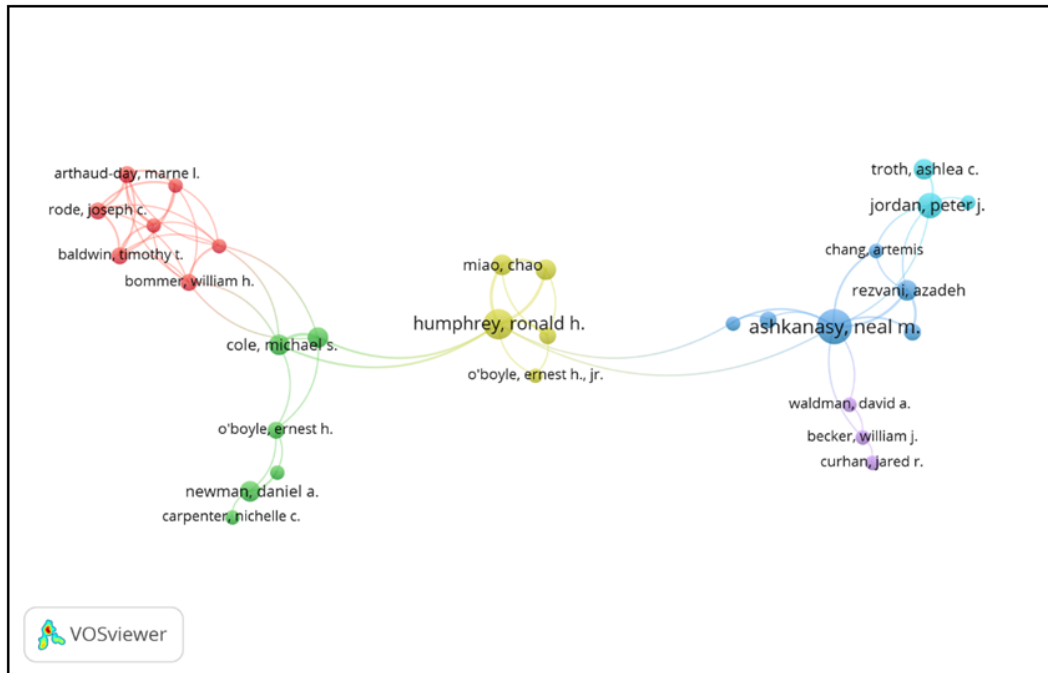 arthaud-day, marne l.
rode, joseph c.
baldwin, timothy t.
bommer, william h.
cole, michael s.
o'boyle, ernest h.
newman, daniel a.
carpenter, nichelle c.
miao, chao
humphrey, ronald h.
o'boyle, ernest h., jr.
troth, ashlea c.
jordan, peter j.
chang, artemis
rezvani, azadeh
ashkanasy, neal m.
waldman, david a.
becker, william j.
curhan, jared r.
VOSviewer